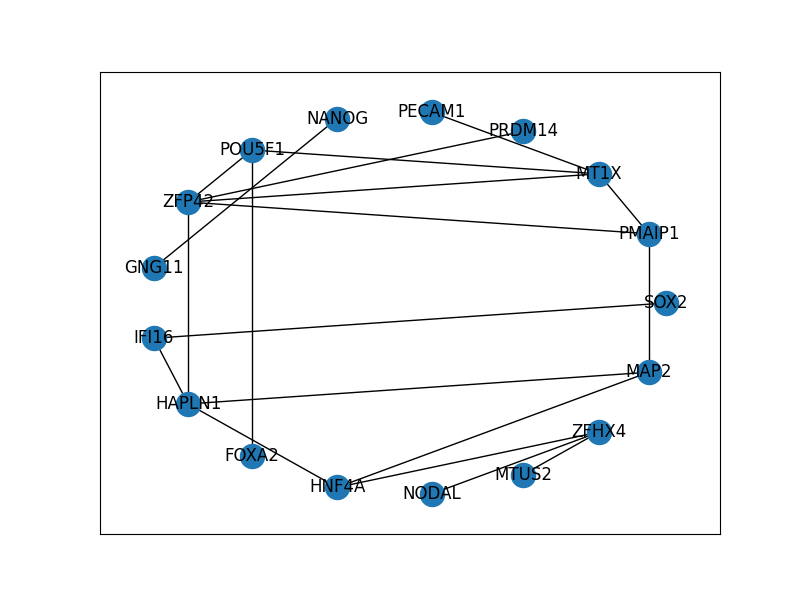 PECAM1
NANOG
PRDM14
POU5F1
MT1X
ZFP42
PMAIP1
GNG11
SOX2
IFI16
MAP2
HAPLN1
ZFHX4
FOXA2
MTUS2
HNF4A
NODAL